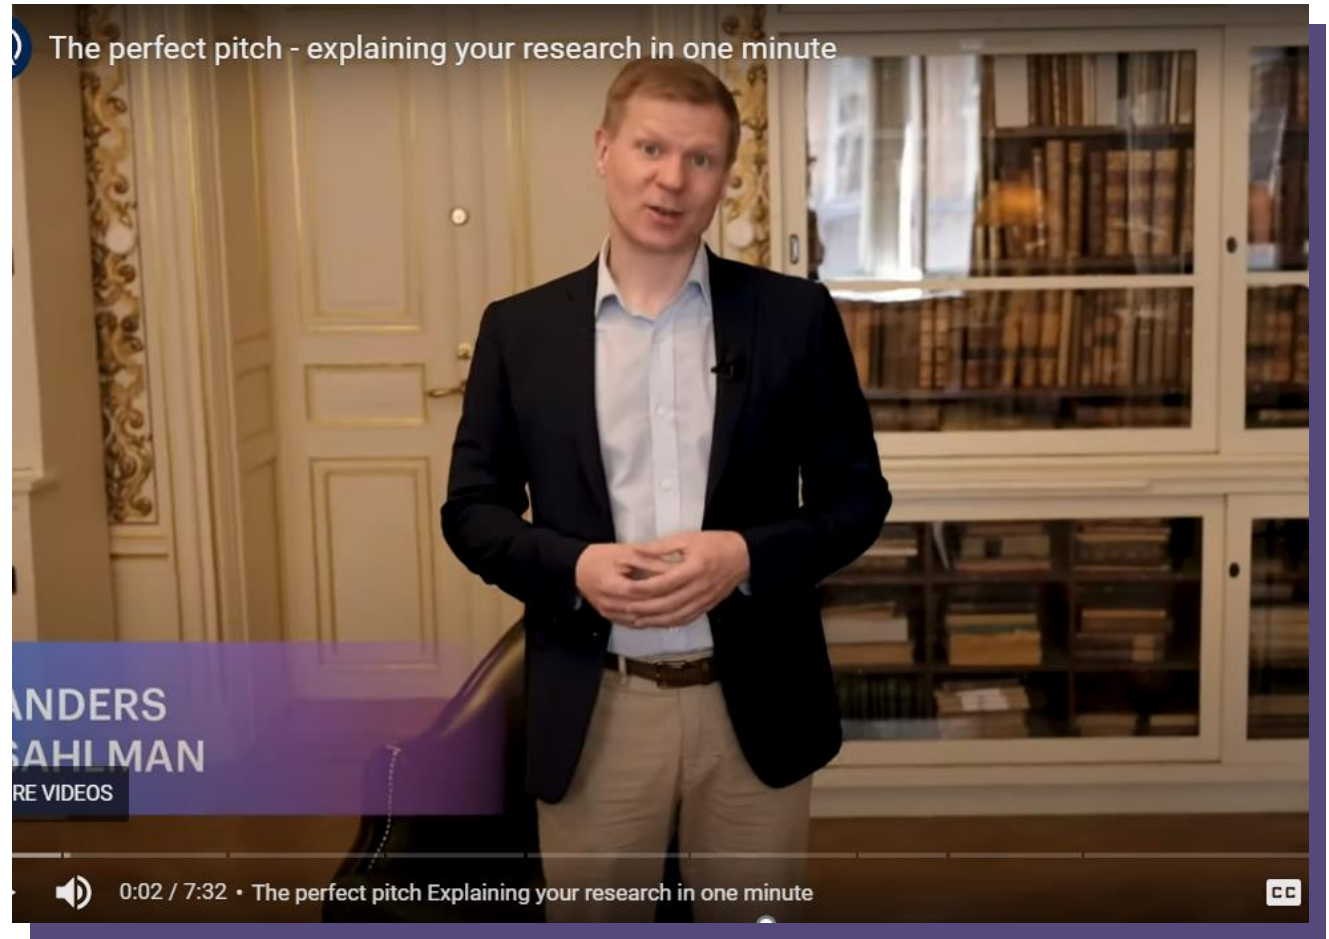 The perfect pitch - explaining your research in one minute
ANDERS
SAHLMAN
RE VIDEOS
0:02 / 7:32 • The perfect pitch Explaining your research in one minute
CC